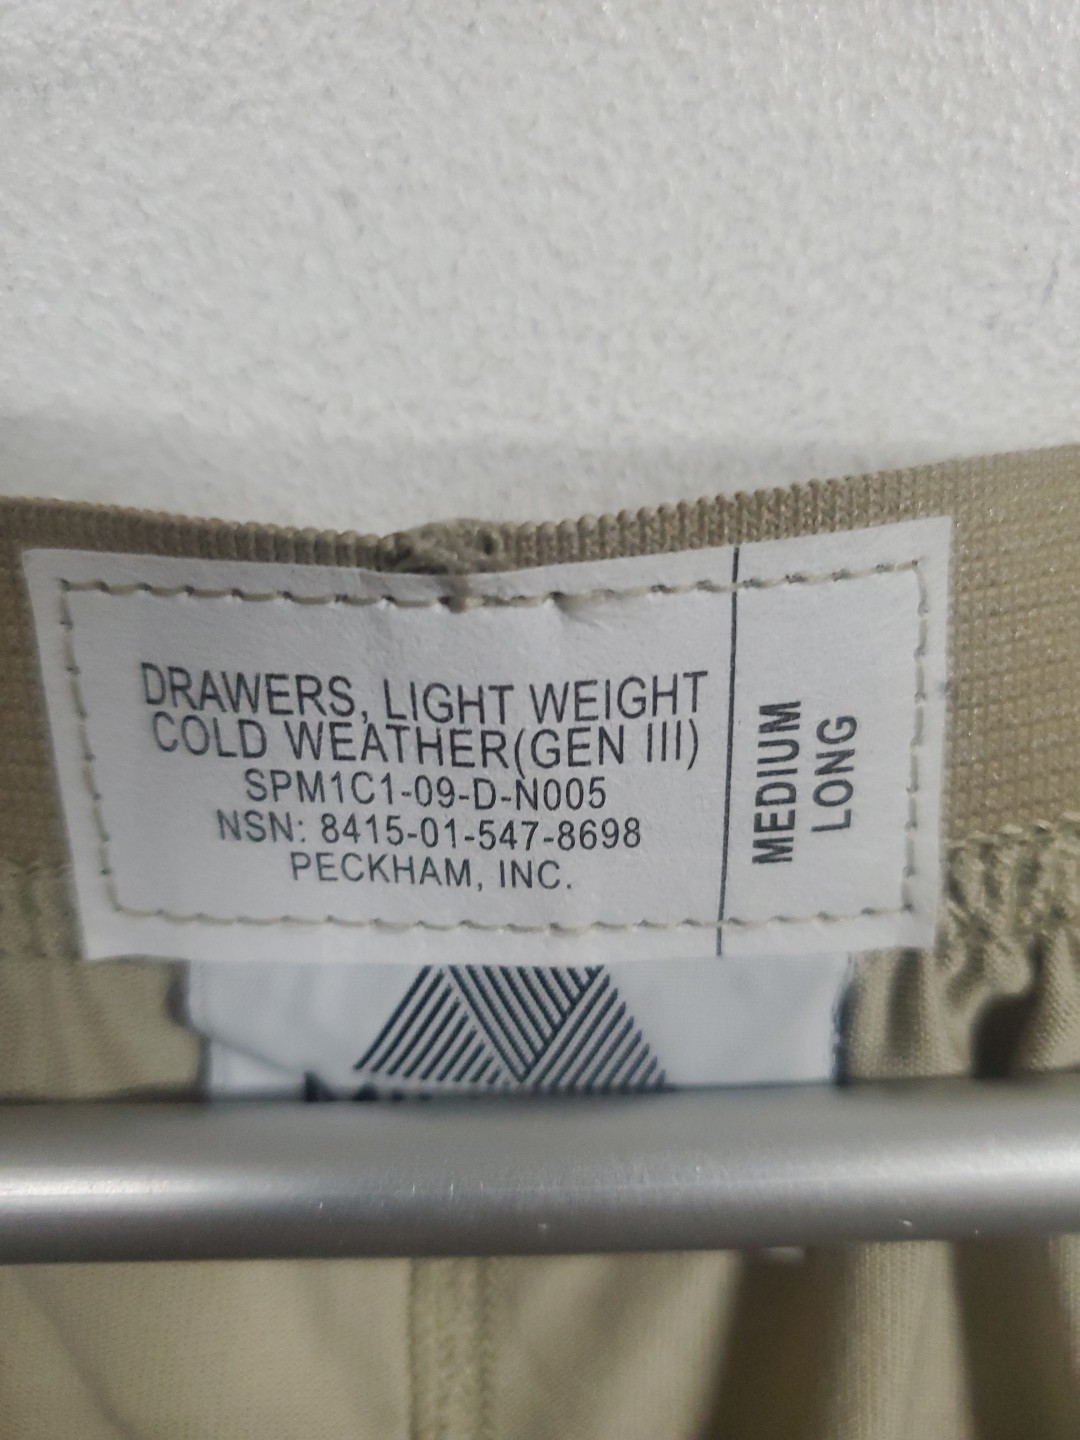 DRAWERS, LIGHT WEIGHT
COLD WEATHER(GEN III)
SPM1C1-09-D-N005
NSN: 8415-01-547-8698
PECKHAM, INC.
MEDIUM
LONG